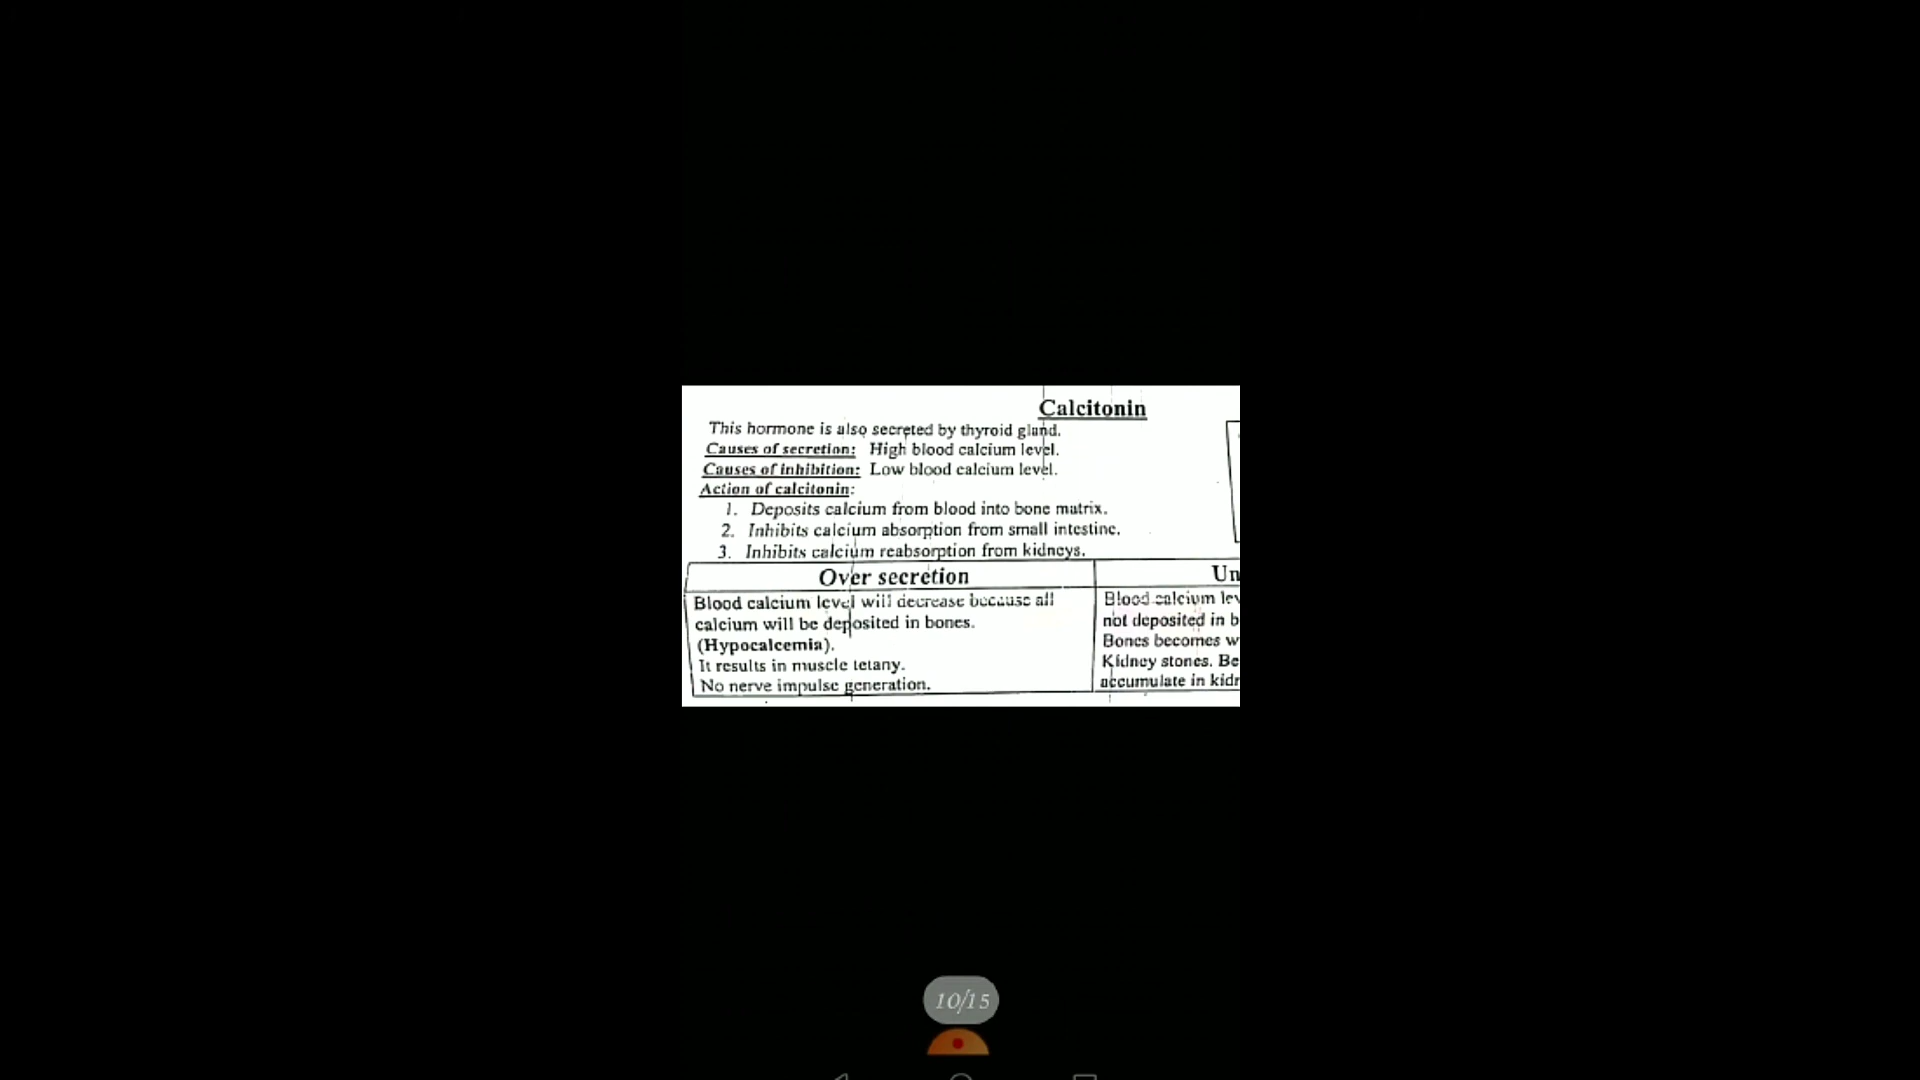 Calcitonin
This hormone is also secreted by thyroid gland.
Causes of secretion: High blood calcium level.
Causes of inhibition: Low blood calcium level.
Action of calcitonin:
1. Deposits calcium from blood into bone matrix.
2. Inhibits calcium absorption from small intestine.
3. Inhibits calcium reabsorption from kidneys.
Over secretion
Blood calcium level will decrease because all
calcium will be deposited in bones.
(Hypocalcemia).
It results in muscle tetany.
No nerve impulse generation.
Un
Blood calcium lev
not deposited in b
Bones becomes w
Kidney stones. Be
accumulate in kidn
10/15